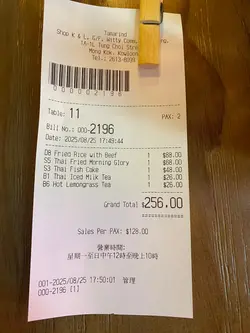 Tamarind
Shop K & L, G/F, Witty Comm
1A-1L Tung Choi Stre
Mong Kok, Kowloon
Tel.: 2613-8099
000002196
Table: 11
PAX: 2
Bill No.: 000-2196
Date: 2025/08/25 17:49:44
D8 Fried Rice with Beef 1 $68.00
S5 Thai Fried Morning Glory 1 $88.00
S3 Thai Fish Cake 1 $48.00
B1 Thai Iced Milk Tea 1 $26.00
B6 Hot Lemongrass Tea 1 $26.00
Grand Total $256.00
Sales Per PAX: $128.00
營業時間:
星期一至日中午12時至晚上10時
001-2025/08/25 17:50:01 管理
000-2196 [1]